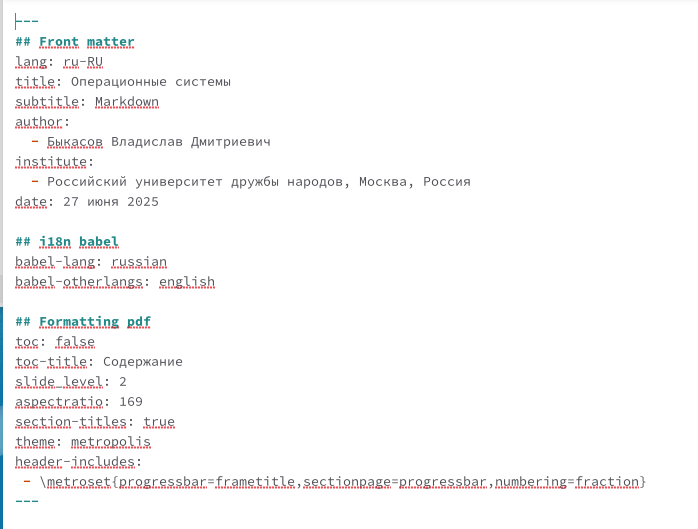 ---
## Front matter
lang: ru-RU
title: Операционные системы
subtitle: Markdown
author:
  - Быкасов Владислав Дмитриевич
institute:
  - Российский университет дружбы народов, Москва, Россия
date: 27 июня 2025

## i18n babel
babel-lang: russian
babel-otherlangs: english

## Formatting pdf
toc: false
toc-title: Содержание
slide_level: 2
aspectratio: 169
section-titles: true
theme: metropolis
header-includes:
 - \metroset{progressbar=frametitle,sectionpage=progressbar,numbering=fraction}
---